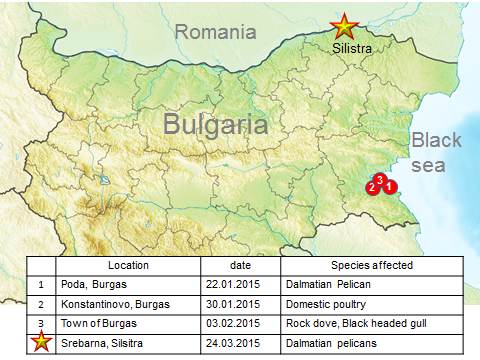 Romania
Silistra
Bulgaria
Black
sea
3
2 1
Location date Species affected
1 Poda, Burgas 22.01.2015 Dalmatian Pelican
2 Konstantinovo, Burgas 30.01.2015 Domestic poultry
3 Town of Burgas 03.02.2015 Rock dove, Black headed gull
Srebarna, Silsitra 24.03.2015 Dalmatian pelicans